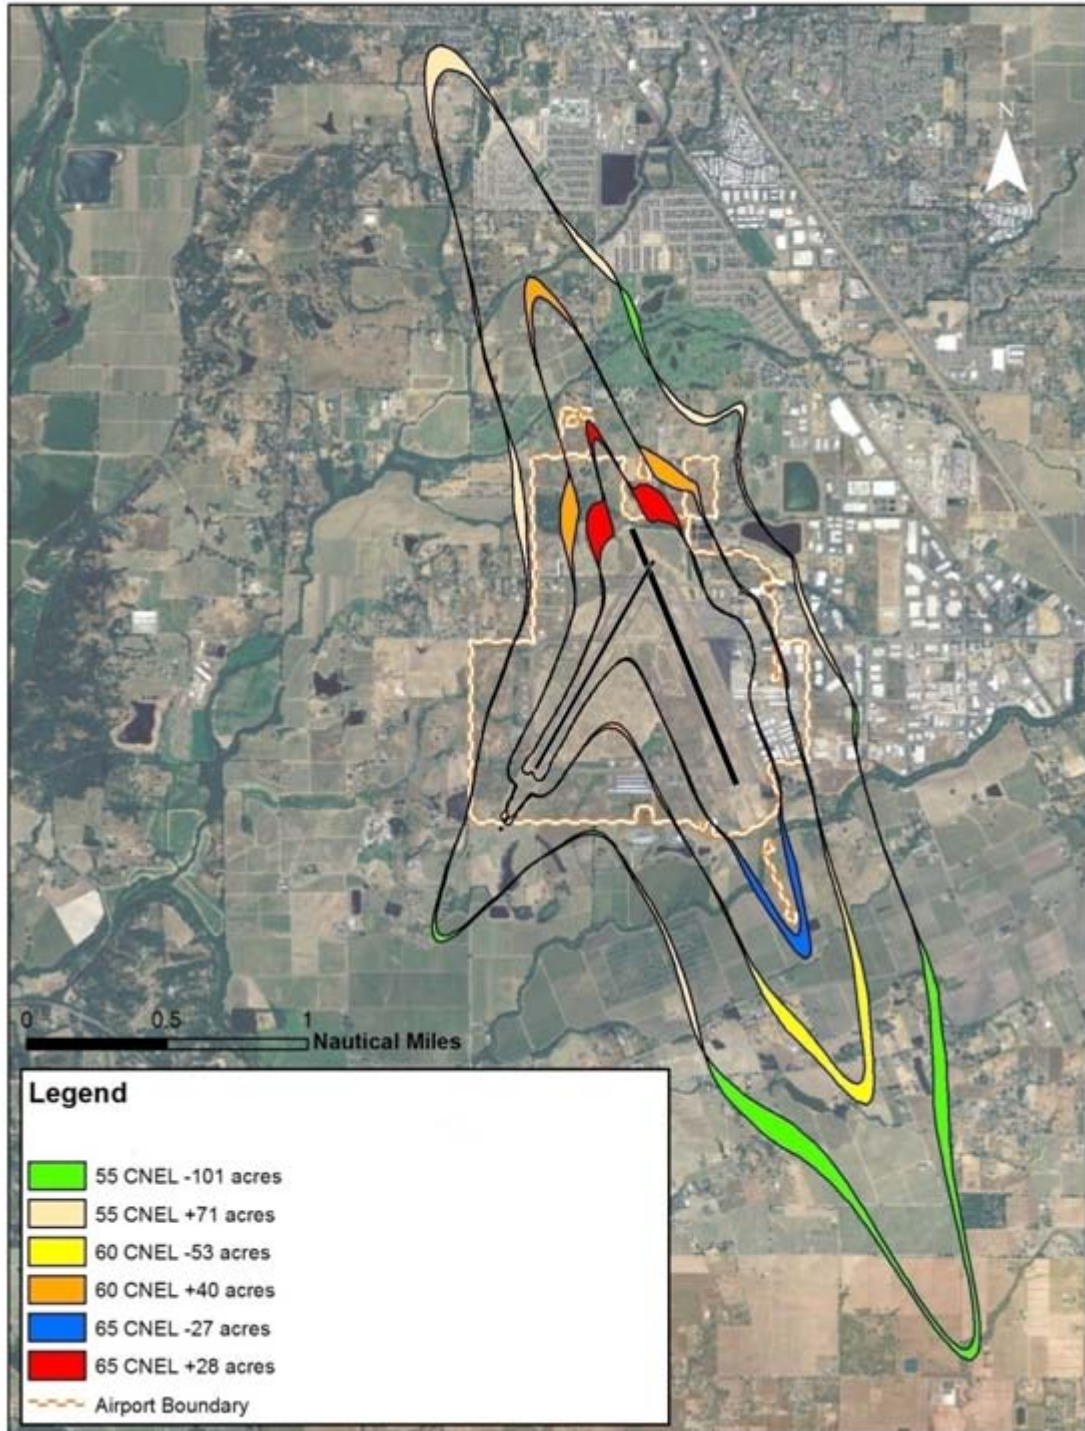 N
0 0.5 1
Nautical Miles
Legend
55 CNEL -101 acres
55 CNEL +71 acres
60 CNEL -53 acres
60 CNEL +40 acres
65 CNEL -27 acres
65 CNEL +28 acres
Airport Boundary